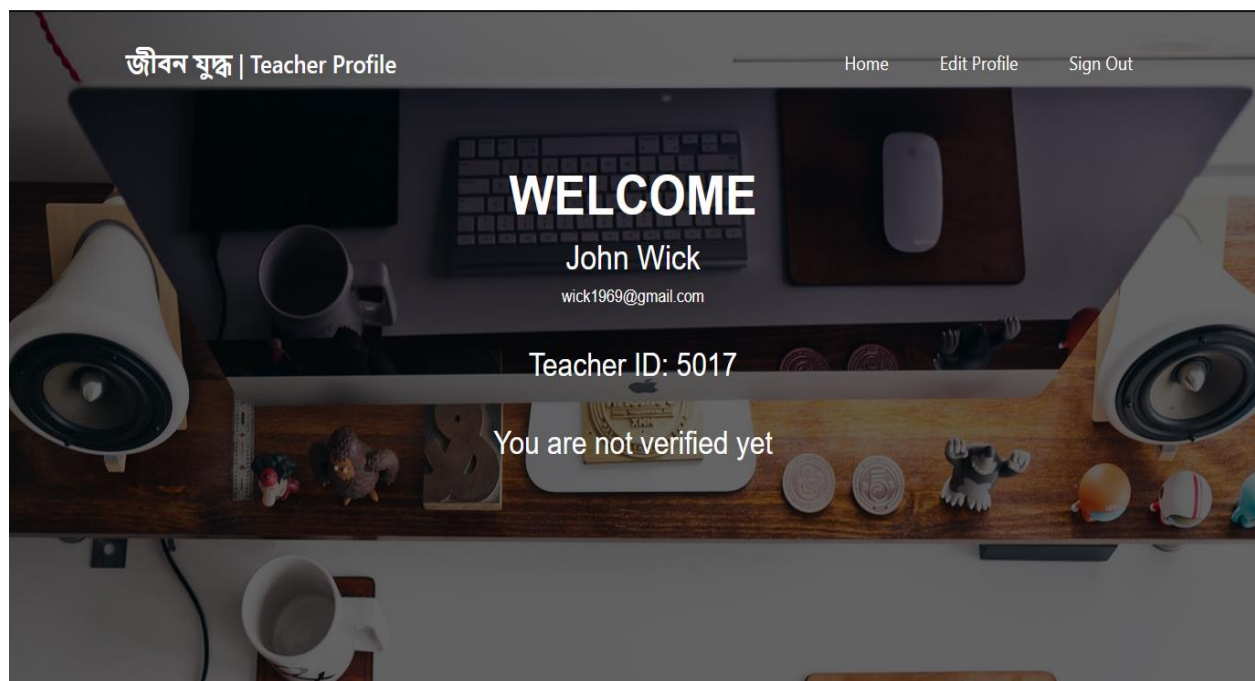 জীবন যুদ্ধ | Teacher Profile
Home Edit Profile Sign Out
WELCOME
John Wick
wick1969@gmail.com
Teacher ID: 5017
You are not verified yet